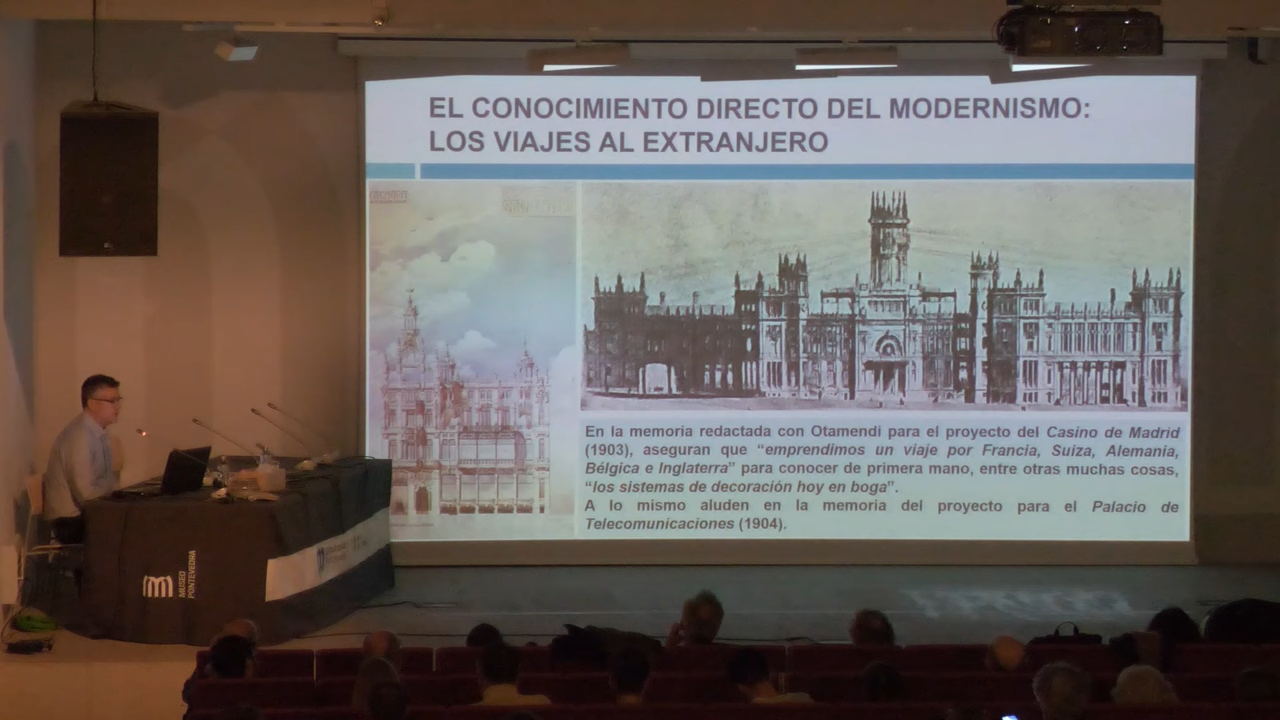 EL CONOCIMIENTO DIRECTO DEL MODERNISMO:
LOS VIAJES AL EXTRANJERO
En la memoria redactada con Otamendi para el proyecto del Casino de Madrid
(1903), aseguran que “emprendimos un viaje por Francia, Suiza, Alemania,
Bélgica e Inglaterra” para conocer de primera mano, entre otras muchas cosas,
“los sistemas de decoración hoy en boga”.
A lo mismo aluden en la memoria del proyecto para el Palacio de
Telecomunicaciones (1904).
MUSEO
PONTEVEDRA